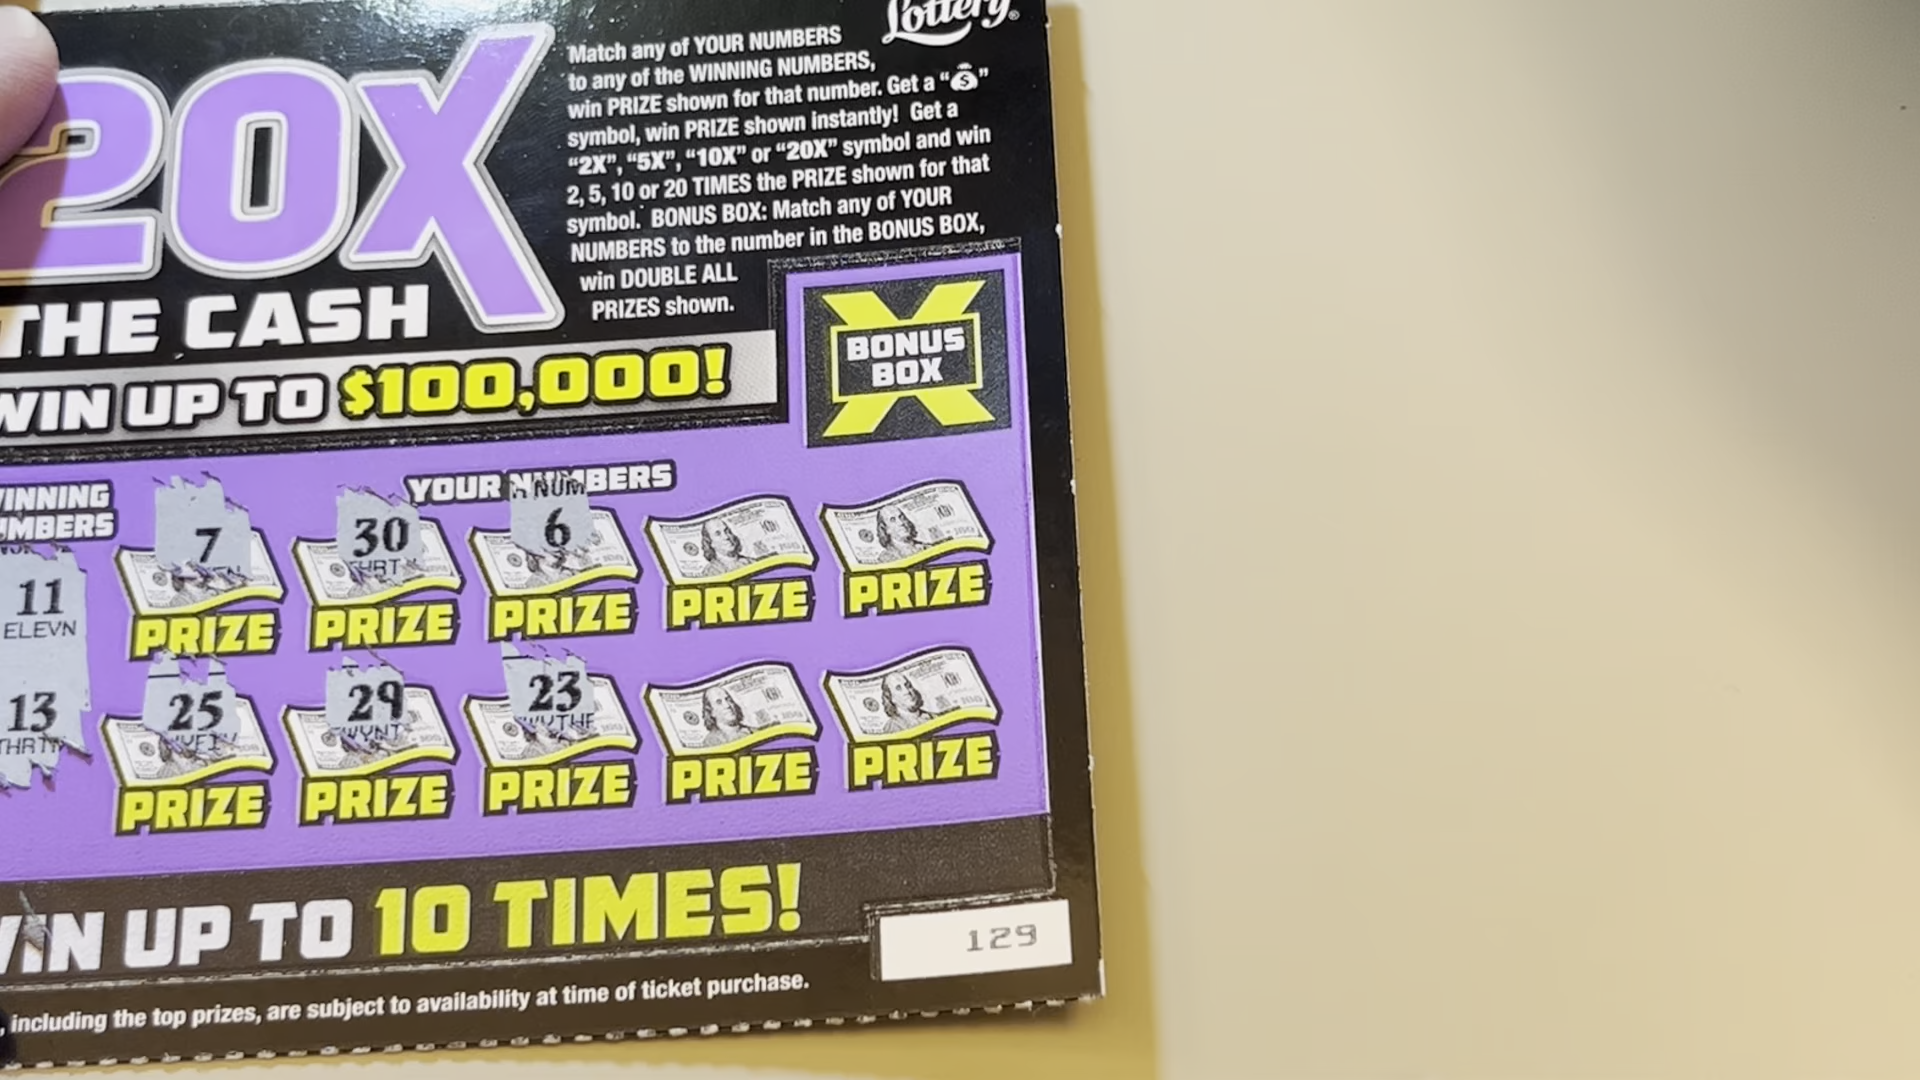 Lottery®
Match any of YOUR NUMBERS
to any of the WINNING NUMBERS,
win PRIZE shown for that number. Get a “$”
symbol, win PRIZE shown instantly! Get a
“2X”, “5X”, “10X” or “20X” symbol and win
2, 5, 10 or 20 TIMES the PRIZE shown for that
symbol. BONUS BOX: Match any of YOUR
NUMBERS to the number in the BONUS BOX,
win DOUBLE ALL
PRIZES shown.
20X
THE CASH
WIN UP TO $100,000!
BONUS
BOX
YOUR NUMBERS
7 30 6
11
ELEVN
PRIZE PRIZE PRIZE PRIZE PRIZE
25 29 23
13
PRIZE PRIZE PRIZE PRIZE PRIZE
WIN UP TO 10 TIMES!
129
, including the top prizes, are subject to availability at time of ticket purchase.